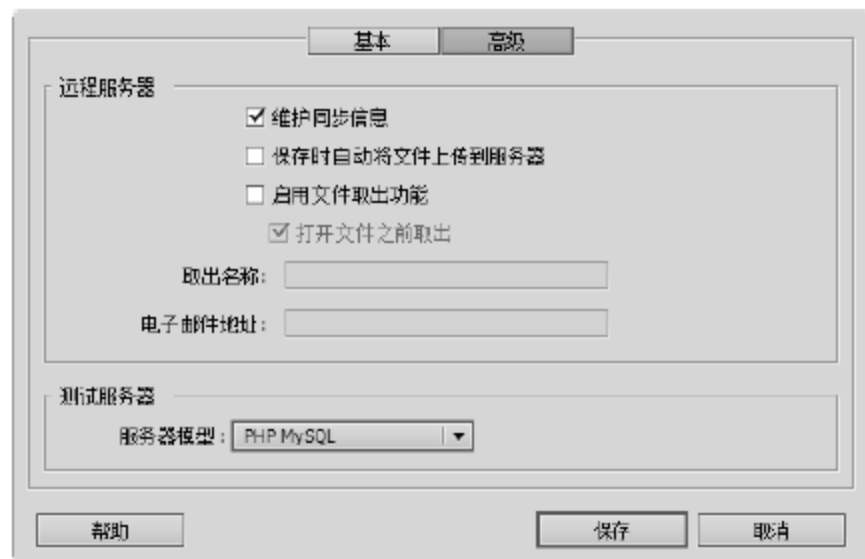 基本 高级
远程服务器
维护同步信息
保存时自动将文件上传到服务器
启用文件取出功能
打开文件之前取出
取出名称：
电子邮件地址：
测试服务器
服务器模型： PHP MySQL
帮助 保存 取消